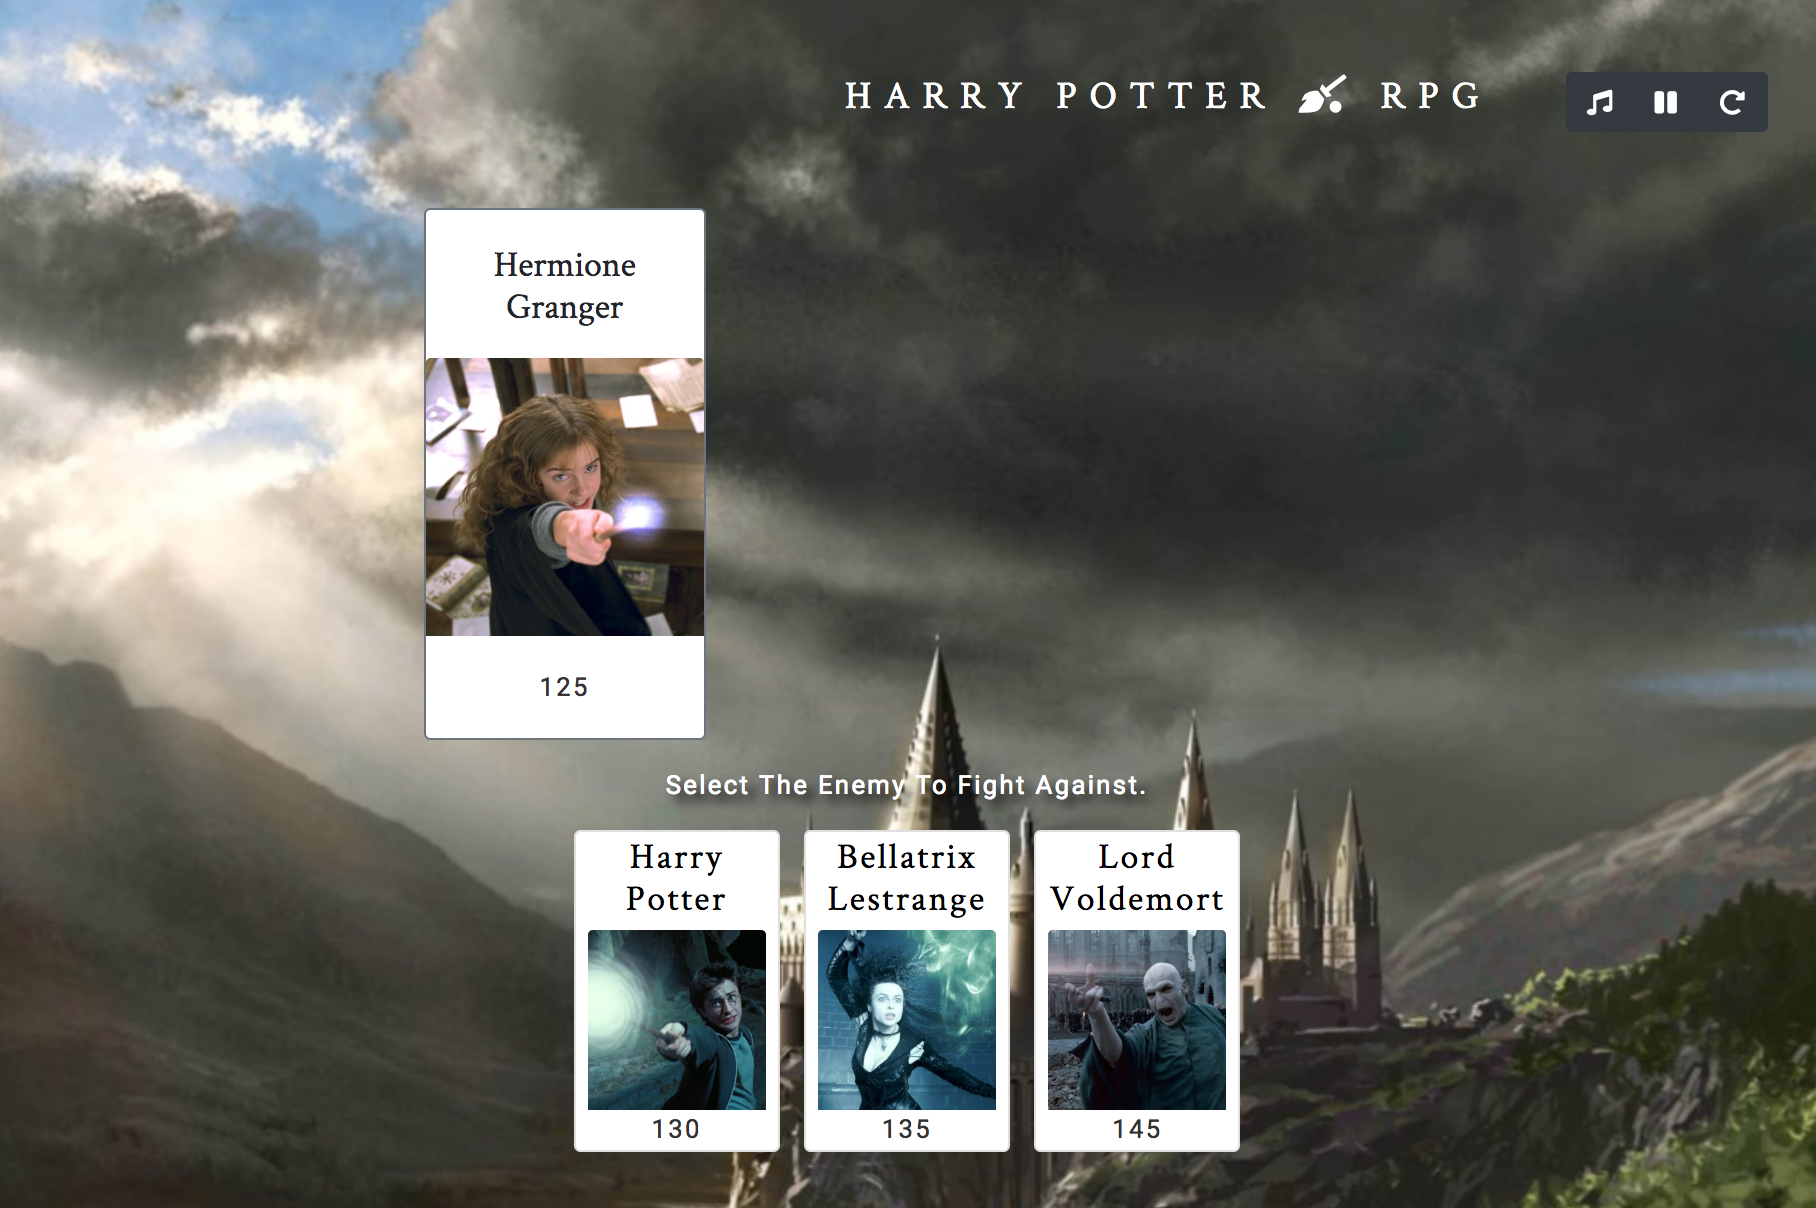 HARRY POTTER RPG
Hermione
Granger
125
Select The Enemy To Fight Against.
Harry
Potter
130
Bellatrix
Lestrange
135
Lord
Voldemort
145